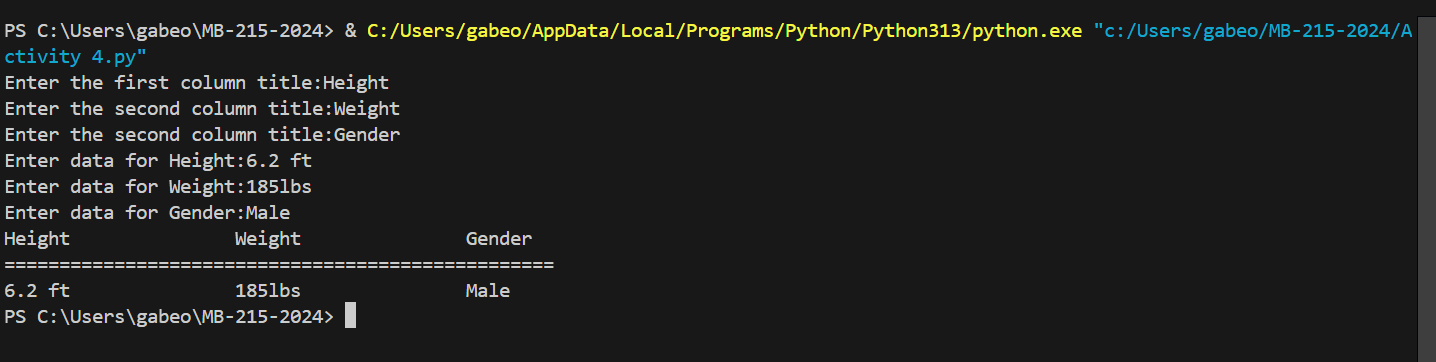 PS C:\Users\gabeo\MB-215-2024> & C:/Users/gabeo/AppData/Local/Programs/Python/Python313/python.exe "c:/Users/gabeo/MB-215-2024/A
ctivity 4.py"
Enter the first column title:Height
Enter the second column title:Weight
Enter the second column title:Gender
Enter data for Height:6.2 ft
Enter data for Weight:185lbs
Enter data for Gender:Male
Height               Weight               Gender
==================================================
6.2 ft               185lbs               Male
PS C:\Users\gabeo\MB-215-2024>